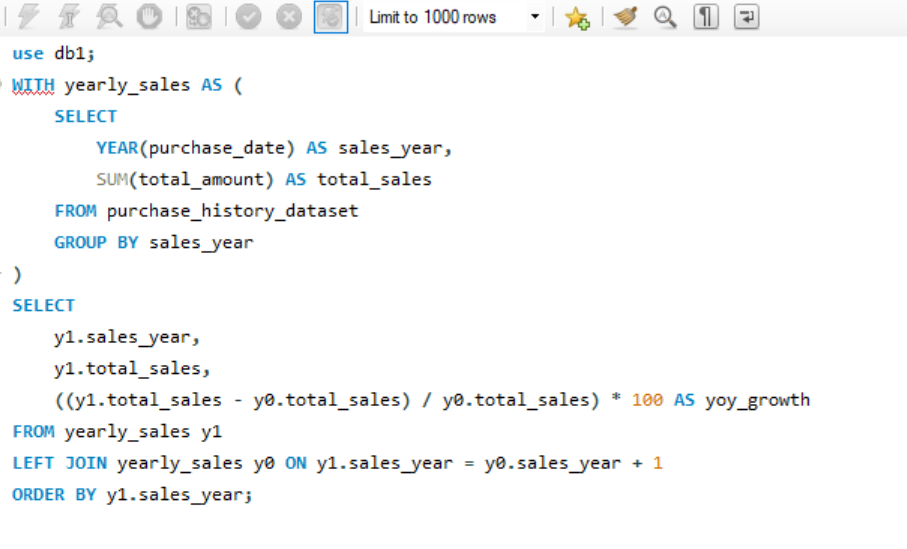 Limit to 1000 rows
use db1;
WITH yearly_sales AS (
SELECT
YEAR(purchase_date) AS sales_year,
SUM(total_amount) AS total_sales
FROM purchase_history_dataset
GROUP BY sales_year
)
SELECT
y1.sales_year,
y1.total_sales,
((y1.total_sales - y0.total_sales) / y0.total_sales) * 100 AS yoy_growth
FROM yearly_sales y1
LEFT JOIN yearly_sales y0 ON y1.sales_year = y0.sales_year + 1
ORDER BY y1.sales_year;